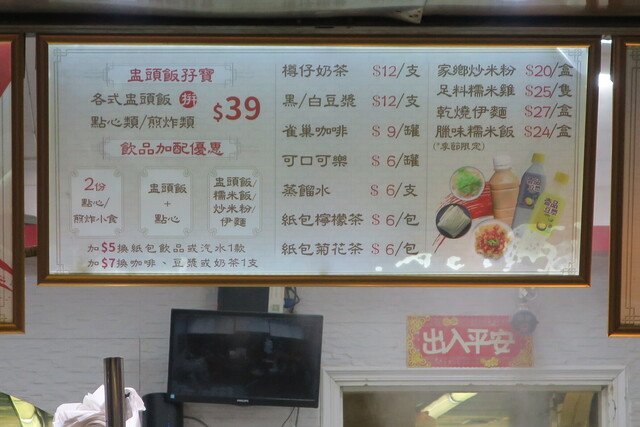 盅頭飯孖寶
各式盅頭飯 拼
點心類/煎炸類
$39
飲品加配優惠
2份
點心/
煎炸小食
盅頭飯
+
點心
盅頭飯/
糯米飯/
炒米粉/
伊麵
加$5換紙包飲品或汽水1款
加$7換咖啡、豆漿或奶茶1支
樽仔奶茶 $12/支
黑/白豆漿 $12/支
雀巢咖啡 $9/罐
可口可樂 $6/罐
蒸餾水 $6/支
紙包檸檬茶 $6/包
紙包菊花茶 $6/包
家鄉炒米粉 $20/盒
足料糯米雞 $25/隻
乾燒伊麵 $27/盒
臘味糯米飯 $24/盒
(*季節限定)
出入平安